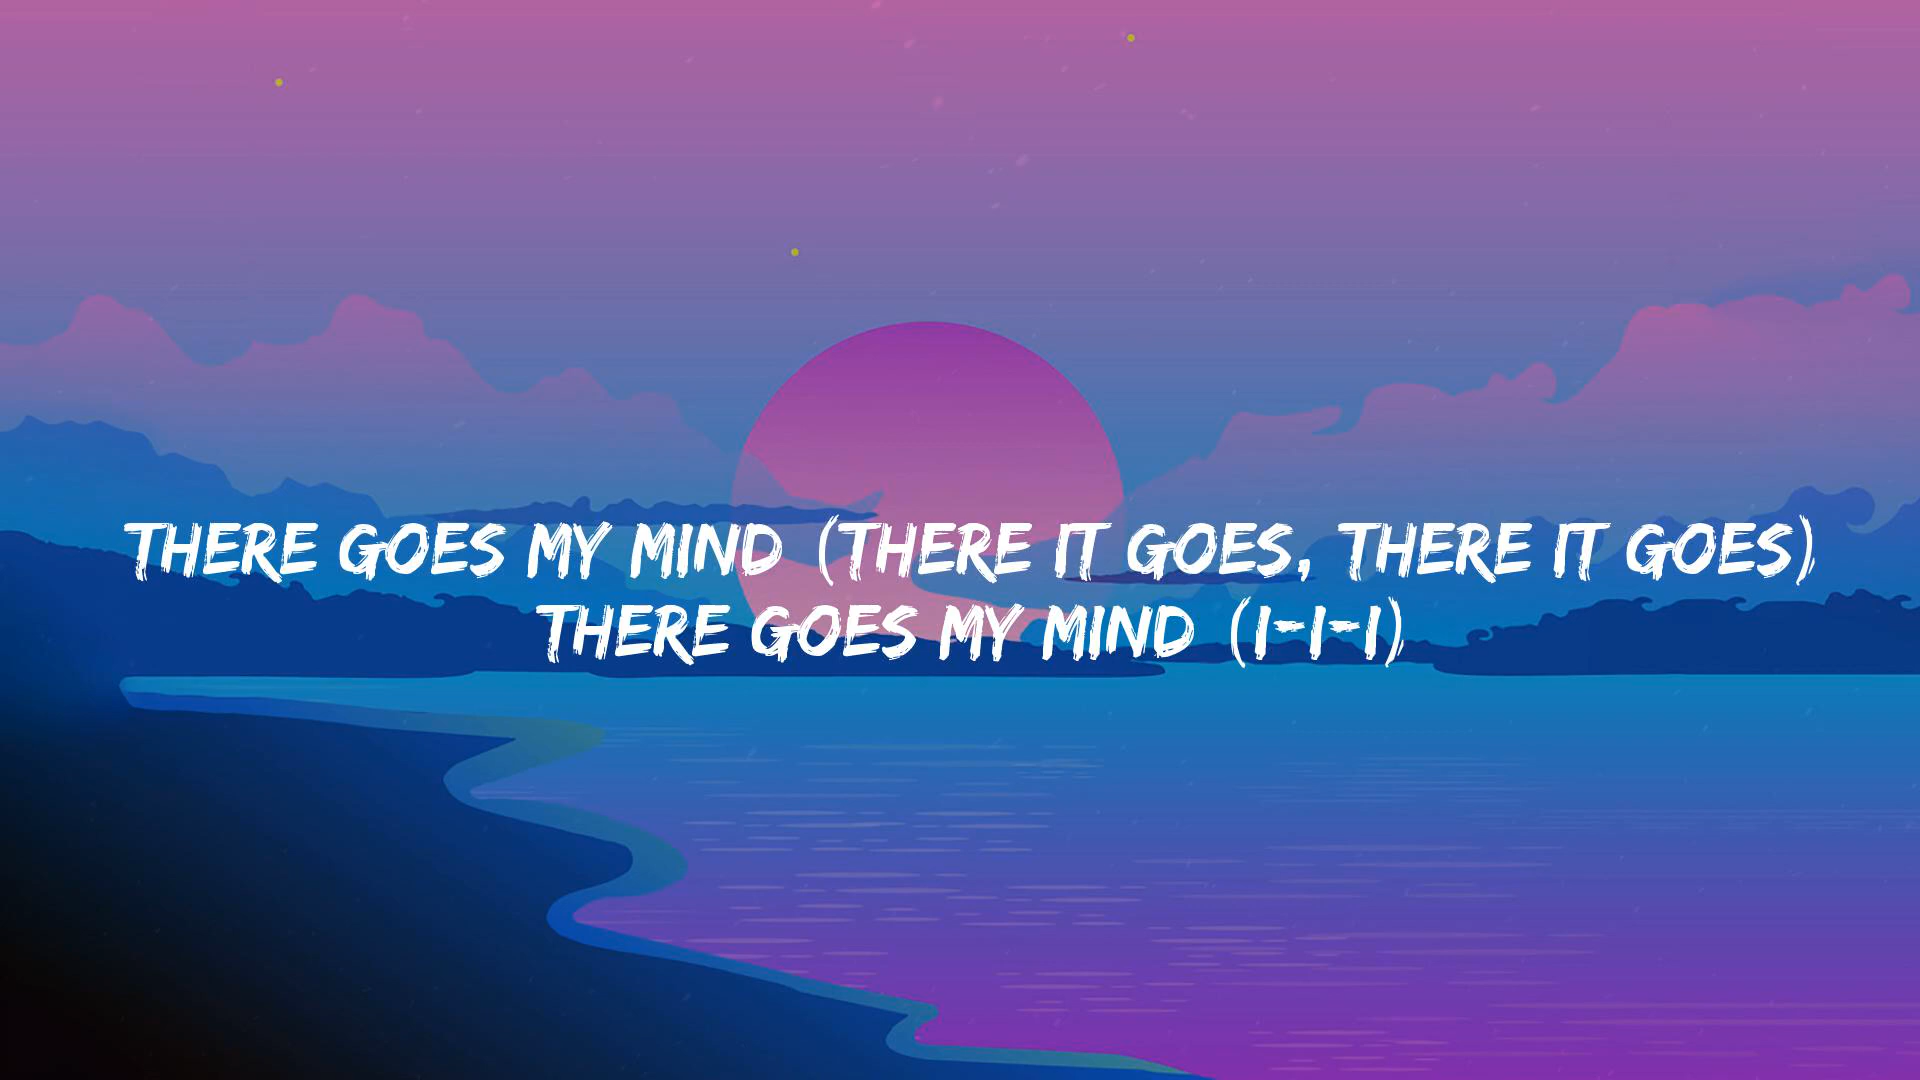 THERE GOES MY MIND (THERE IT GOES, THERE IT GOES)
THERE GOES MY MIND (I-I-I)